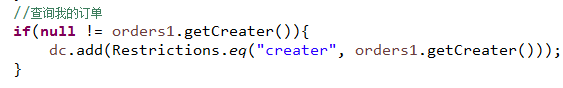 //查询我的订单
if(null != orders1.getCreater()){
    dc.add(Restrictions.eq("creater", orders1.getCreater()));
}